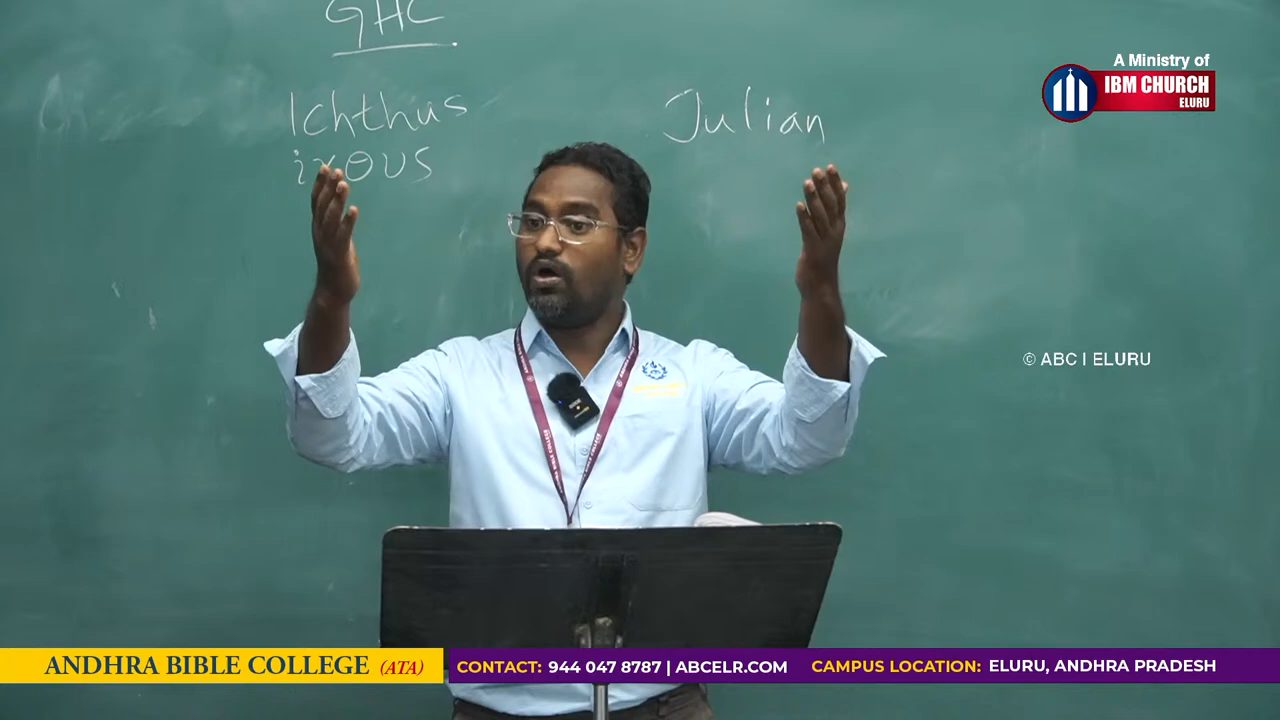 GHC
A Ministry of
IBM CHURCH
ELURU
Ichthus
Julian
ixθυς
© ABC | ELURU
ANDHRA BIBLE COLLEGE (ATA)
CONTACT: 944 047 8787 | ABCELR.COM
CAMPUS LOCATION: ELURU, ANDHRA PRADESH